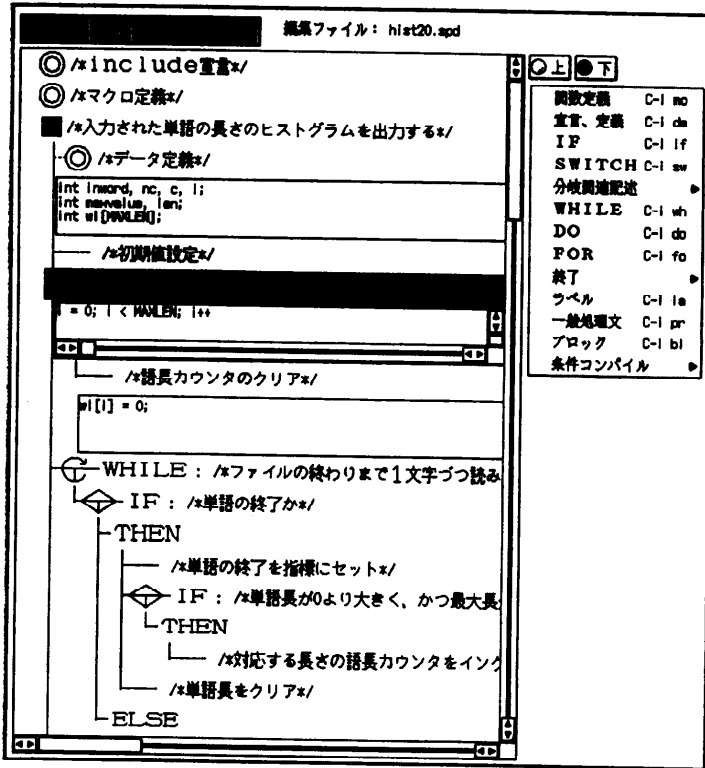 編集ファイル： hist20.spd
/*include宣言*/
/*マクロ定義*/
/*入力された単語の長さのヒストグラムを出力する*/
/*データ定義*/
int inword, nc, c, i;
int maxvalue, len;
int wl[MAXLEN];
/*初期値設定*/
i = 0; i < MAXLEN; i++
/*語長カウンタのクリア*/
wl[i] = 0;
WHILE : /*ファイルの終わりまで1文字づつ読み
IF : /*単語の終了か*/
THEN
/*単語の終了を指標にセット*/
IF : /*単語長が0より大きく，かつ最大長
THEN
/*対応する長さの語長カウンタをインク
/*単語長をクリア*/
ELSE
上 下
関数定義 C-i mo
宣言、定義 C-i de
IF C-i if
SWITCH C-i sw
分岐関連記述
WHILE C-i wh
DO C-i do
FOR C-i fo
終了
ラベル C-i la
一般処理文 C-i pr
ブロック C-i bl
条件コンパイル